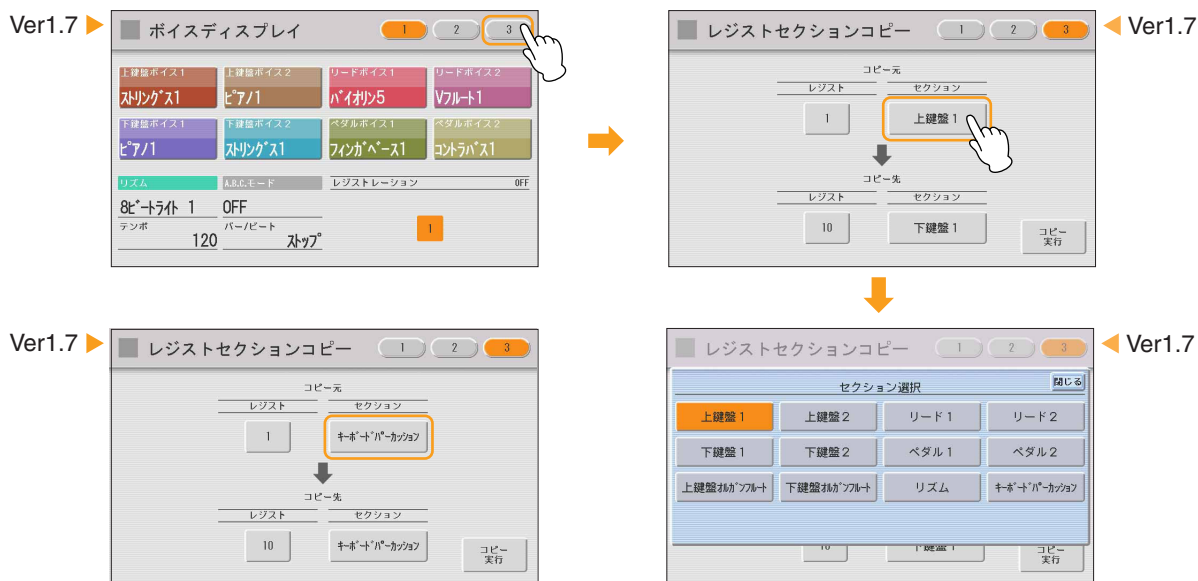 Ver1.7
ボイスディスプレイ 1 2 3
上鍵盤ボイス1 上鍵盤ボイス2 リードボイス1 リードボイス2
ストリングス1 ピアノ1 バイオリン5 Vフルート1
下鍵盤ボイス1 下鍵盤ボイス2 ペダルボイス1 ペダルボイス2
ピアノ1 ストリングス1 フィンガベース1 コントラバス1
リズム A.B.C.モード レジストレーション OFF
8ビートライト 1 OFF
テンポ バー/ビート
120 ストップ 1
レジストセクションコピー 1 2 3
Ver1.7
コピー元
レジスト セクション
1 上鍵盤 1
コピー先
レジスト セクション
10 下鍵盤 1
コピー
実行
Ver1.7
レジストセクションコピー 1 2 3
コピー元
レジスト セクション
1 キーボードパーカッション
コピー先
レジスト セクション
10 キーボードパーカッション
コピー
実行
レジストセクションコピー 1 2 3
Ver1.7
セクション選択 閉じる
上鍵盤 1 上鍵盤 2 リード 1 リード 2
下鍵盤 1 下鍵盤 2 ペダル 1 ペダル 2
上鍵盤オルガンフルート 下鍵盤オルガンフルート リズム キーボードパーカッション
10 下鍵盤 1
コピー
実行